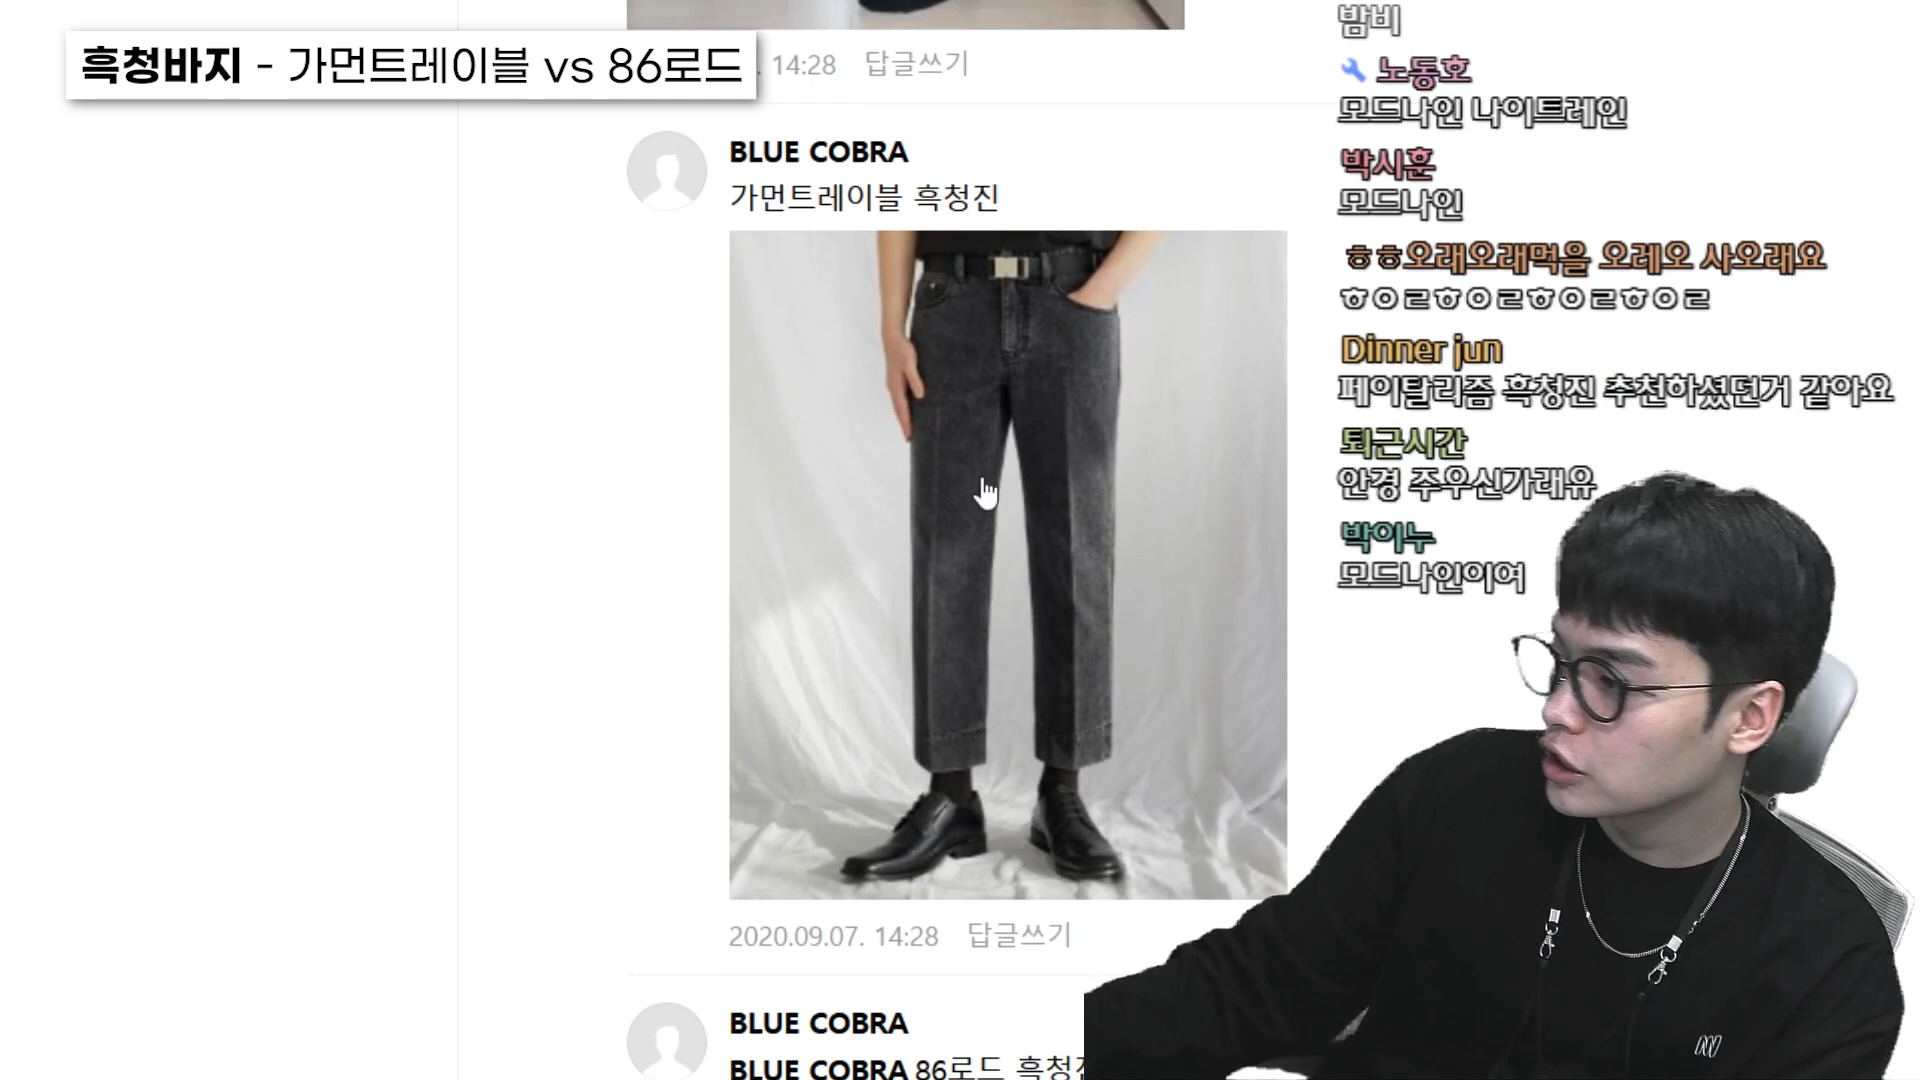 흑청바지 - 가먼트레이블 vs 86로드
. 14:28 답글쓰기
BLUE COBRA
가먼트레이블 흑청진
2020.09.07. 14:28 답글쓰기
BLUE COBRA
BLUE COBRA 86로드 흑청진
밤비
노동호
모드나인 나이트레인
박시훈
모드나인
ㅎㅎ오래오래먹을 오레오 사오래요
ㅎㅇㄹㅎㅇㄹㅎㅇㄹㅎㅇㄹ
Dinner jun
페이탈리즘 흑청진 추천하셨던거 같아요
퇴근시간
안경 주우신가래유
박이누
모드나인이여